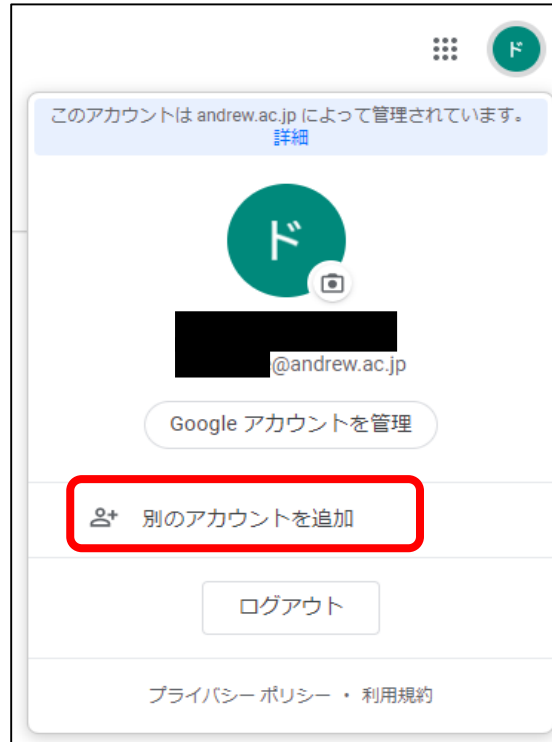 ド
このアカウントは andrew.ac.jp によって管理されています。
詳細
ド
@andrew.ac.jp
Google アカウントを管理
別のアカウントを追加
ログアウト
プライバシー ポリシー ・ 利用規約